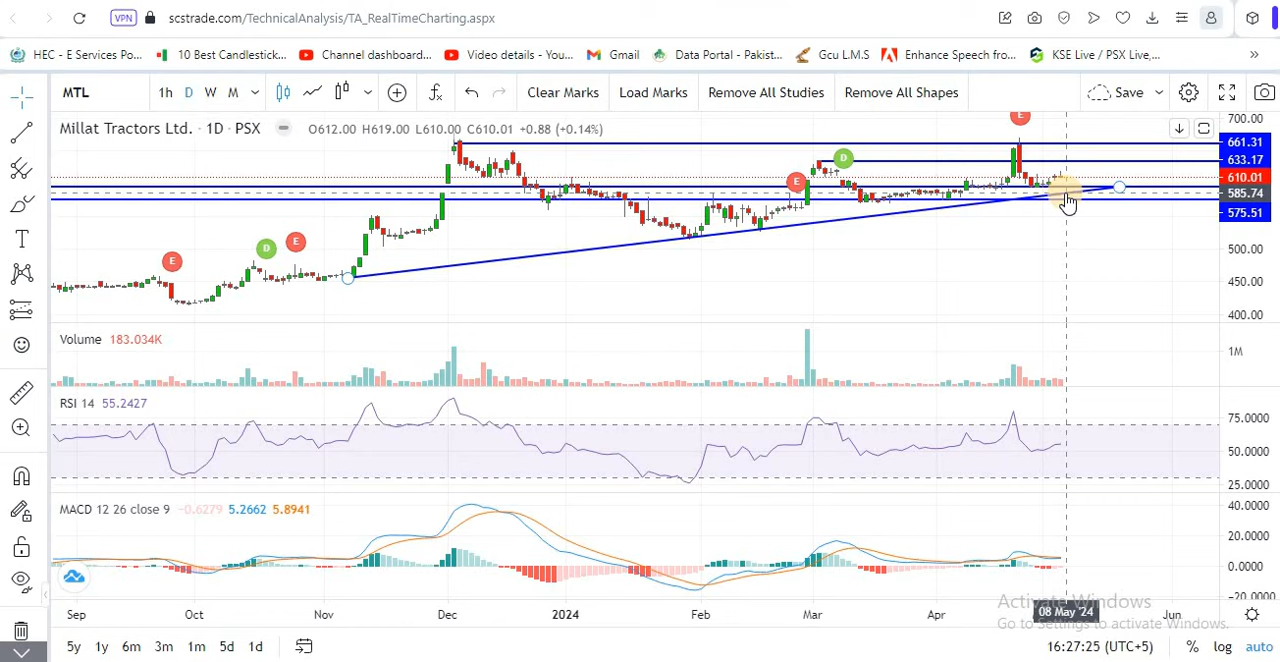 VPN
scstrade.com/TechnicalAnalysis/TA_RealTimeCharting.aspx
HEC - E Services Po...
10 Best Candlestick...
Channel dashboard...
Video details - You...
Gmail
Data Portal - Pakist...
Gcu L.M.S
Enhance Speech fro...
KSE Live / PSX Live,...
»
MTL
1h D W M
Clear Marks
Load Marks
Remove All Studies
Remove All Shapes
Save
Millat Tractors Ltd. · 1D · PSX
O612.00 H619.00 L610.00 C610.01 +0.88 (+0.14%)
E
D
E
E
D
E
700.00
661.31
633.17
610.01
585.74
575.51
500.00
450.00
400.00
Volume 183.034K
1M
RSI 14 55.2427
75.0000
50.0000
25.0000
MACD 12 26 close 9 -0.6279 5.2662 5.8941
40.0000
20.0000
0.0000
-20.0000
Activate Windows
Go to Settings to activate Windows.
Sep Oct Nov Dec 2024 Feb Mar Apr 08 May '24 Jun
5y 1y 6m 3m 1m 5d 1d
16:27:25 (UTC+5)
% log auto